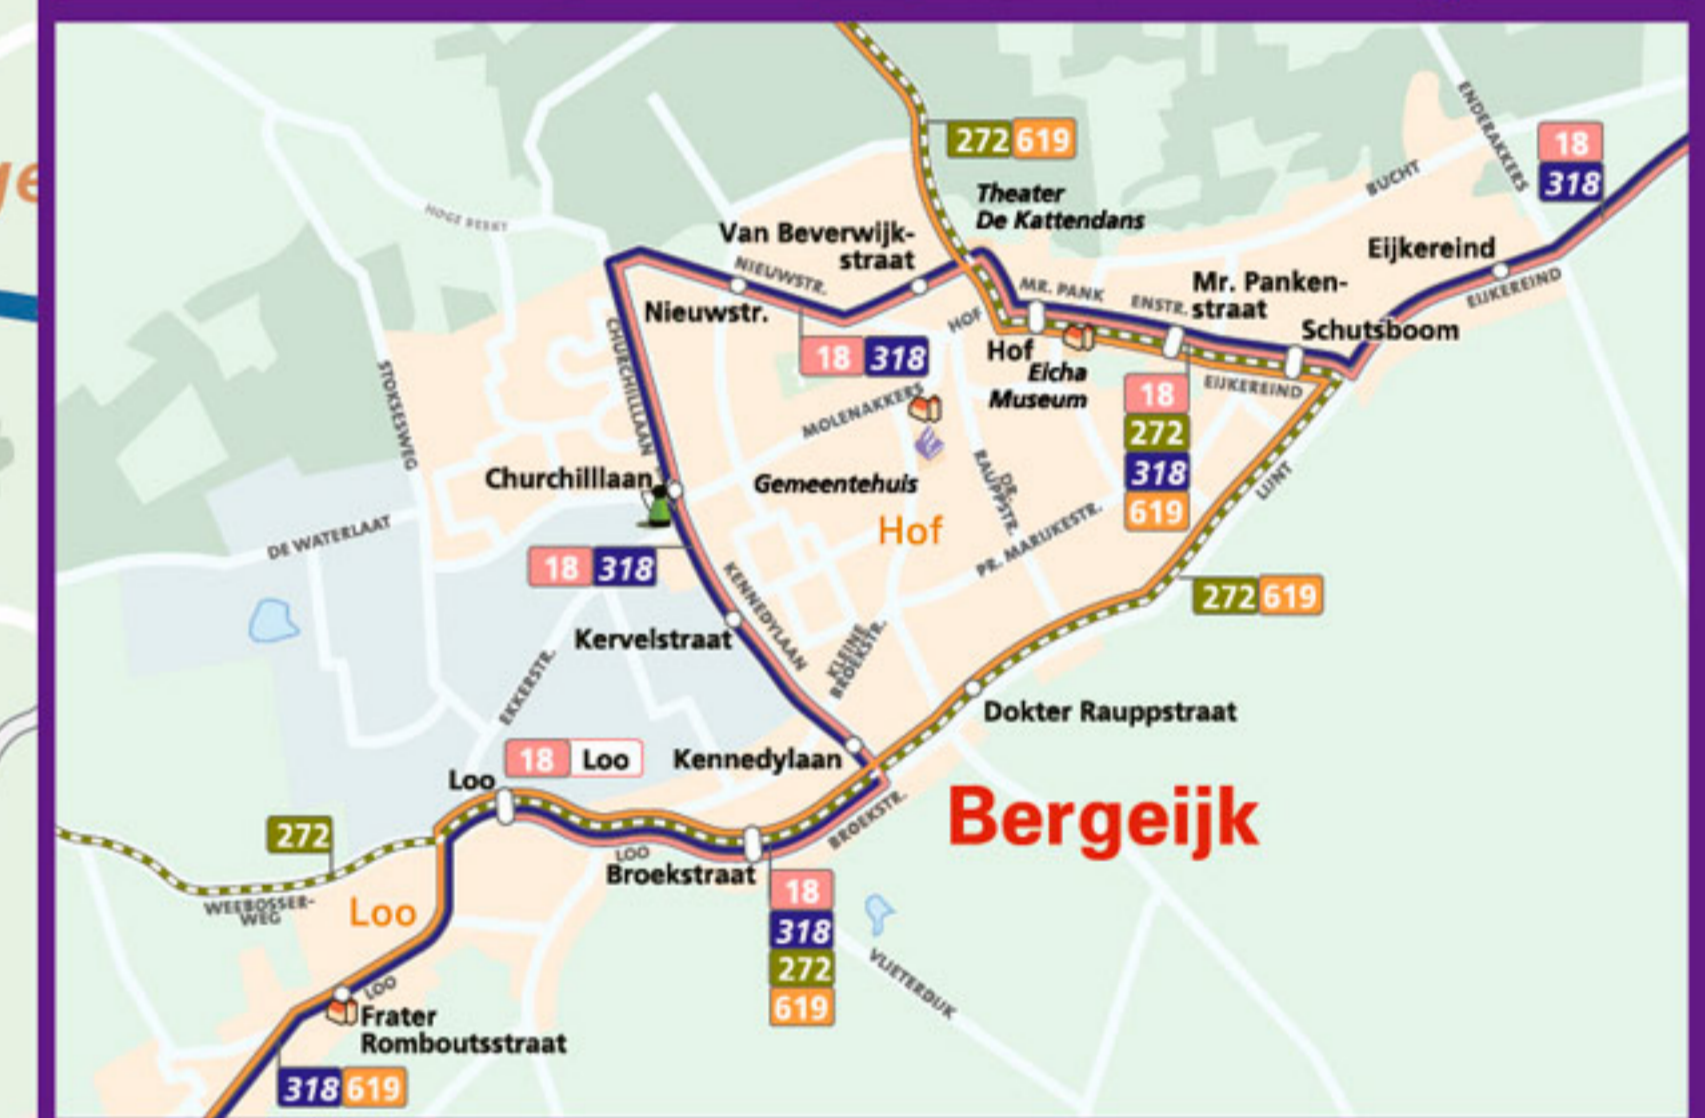 ge
ENDERAKKERS
272 619
18
318
BUCHT
Theater
De Kattendans
HOGE BEEKT
Van Beverwijk-
straat
Eijkereind
NIEUWSTR.
MR. PANK
ENSTR.
Mr. Panken-
straat
EIJKEREIND
Nieuwstr.
HOF
Schutsboom
18 318
Hof
Eicha
Museum
EIJKEREIND
CHURCHILLLAAN
STOKSEWEG
MOLENAKKERS
18
272
318
619
Churchilllaan
Gemeentehuis
DR.
RAUPPSTR.
LIJNT
Hof
DE WATERLAAT
PR. MARIJKESTR.
18 318
KENNEDYLAAN
272 619
Kervelstraat
KLEINE
BROEKSTR.
EKKERSTR.
Dokter Rauppstraat
18 Loo
Kennedylaan
Loo
Bergeijk
BROEKSTR.
272
LOO
Broekstraat
WEEBOSSER-
WEG
Loo
18
318
272
619
VLIETERDIJK
LOO
Frater
Romboutsstraat
318 619